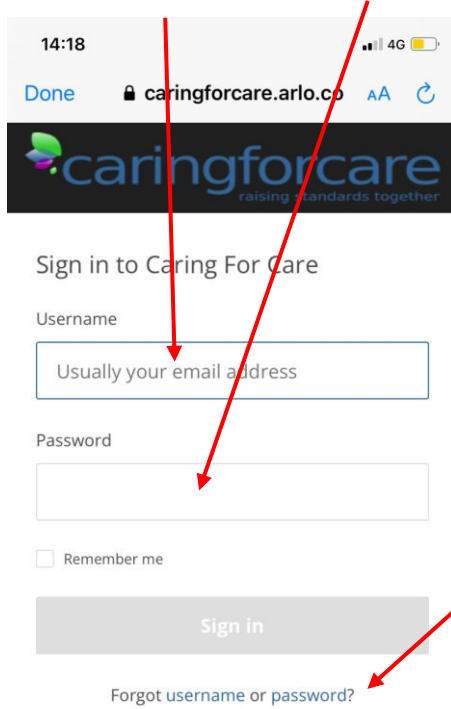 14:18 4G
Done caringforcare.arlo.co AA
caringforcare
raising standards together
Sign in to Caring For Care
Username
Usually your email address
Password
Remember me
Sign in
Forgot username or password?